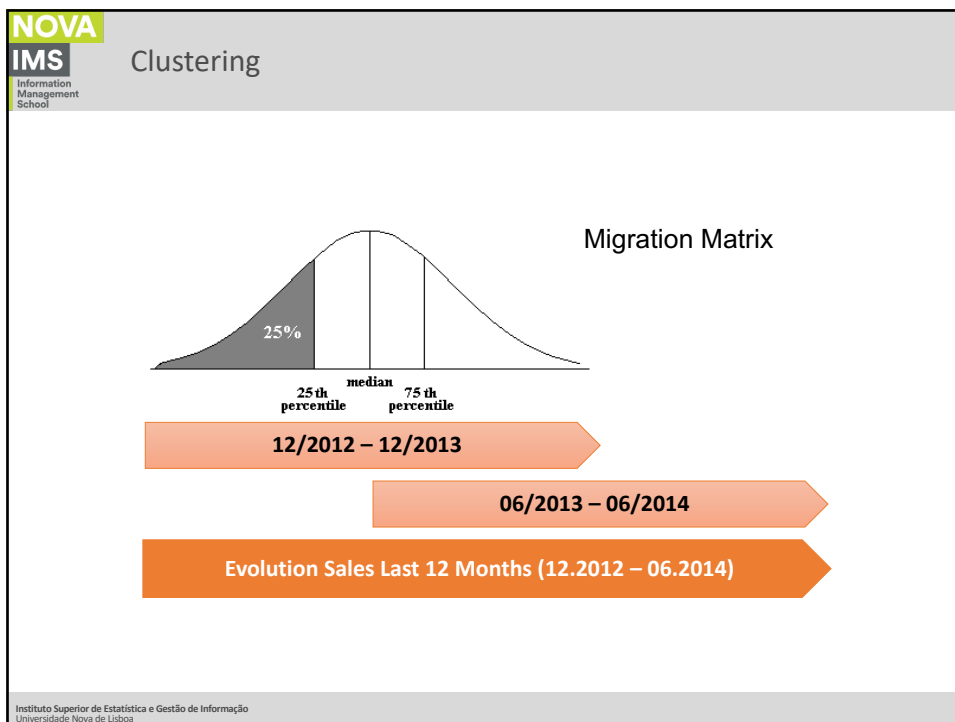 NOVA
IMS
Information
Management
School
Clustering
Migration Matrix
25%
median
25 th
percentile
75 th
percentile
12/2012 – 12/2013
06/2013 – 06/2014
Evolution Sales Last 12 Months (12.2012 – 06.2014)
Instituto Superior de Estatística e Gestão de Informação
Universidade Nova de Lisboa